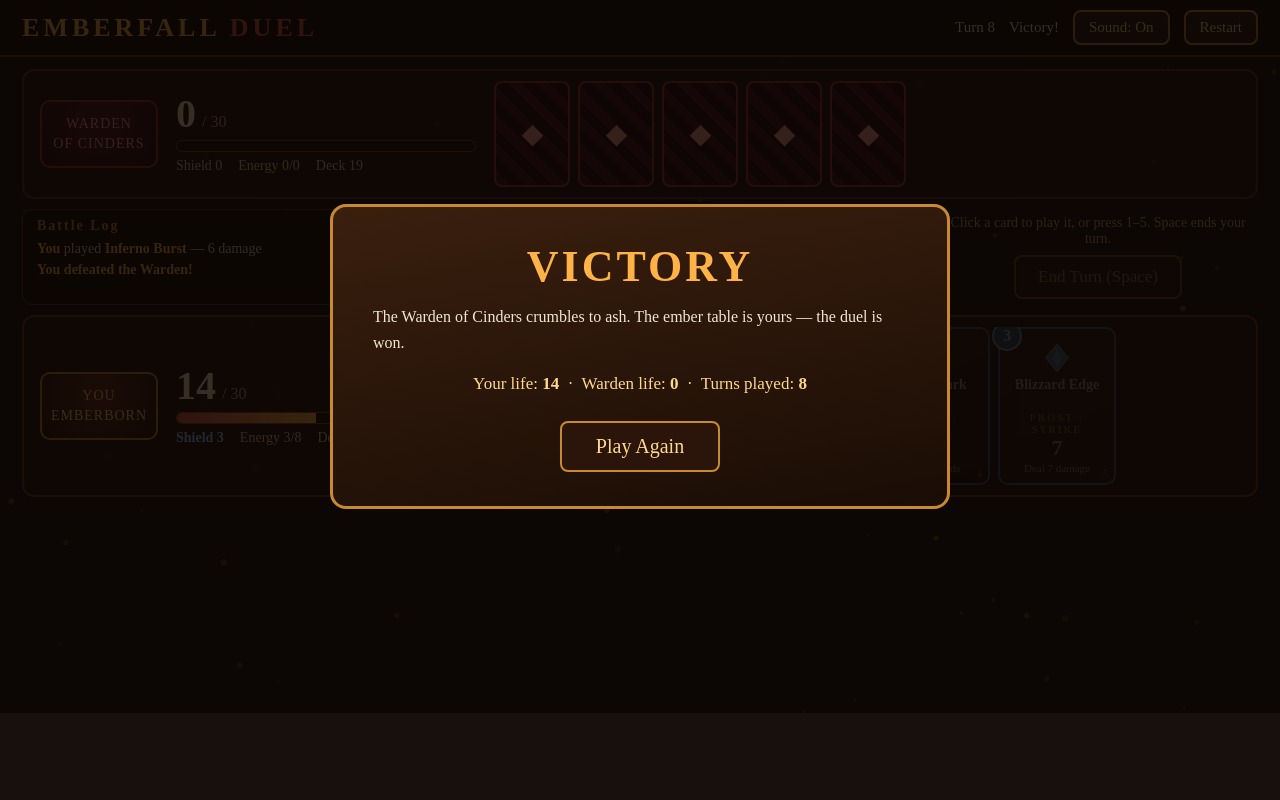 EMBERFALL DUEL
Turn 8 Victory! Sound: On Restart
WARDEN
OF CINDERS
0 / 30
Shield 0 Energy 0/0 Deck 19
Battle Log
You played Inferno Burst — 6 damage
You defeated the Warden!
Click a card to play it, or press 1–5. Space ends your
turn.
End Turn (Space)
VICTORY
The Warden of Cinders crumbles to ash. The ember table is yours — the duel is
won.
Your life: 14 · Warden life: 0 · Turns played: 8
Play Again
YOU
EMBERBORN
14 / 30
Shield 3 Energy 3/8
3
Blizzard Edge
FROST
STRIKE
7
Deal 7 damage